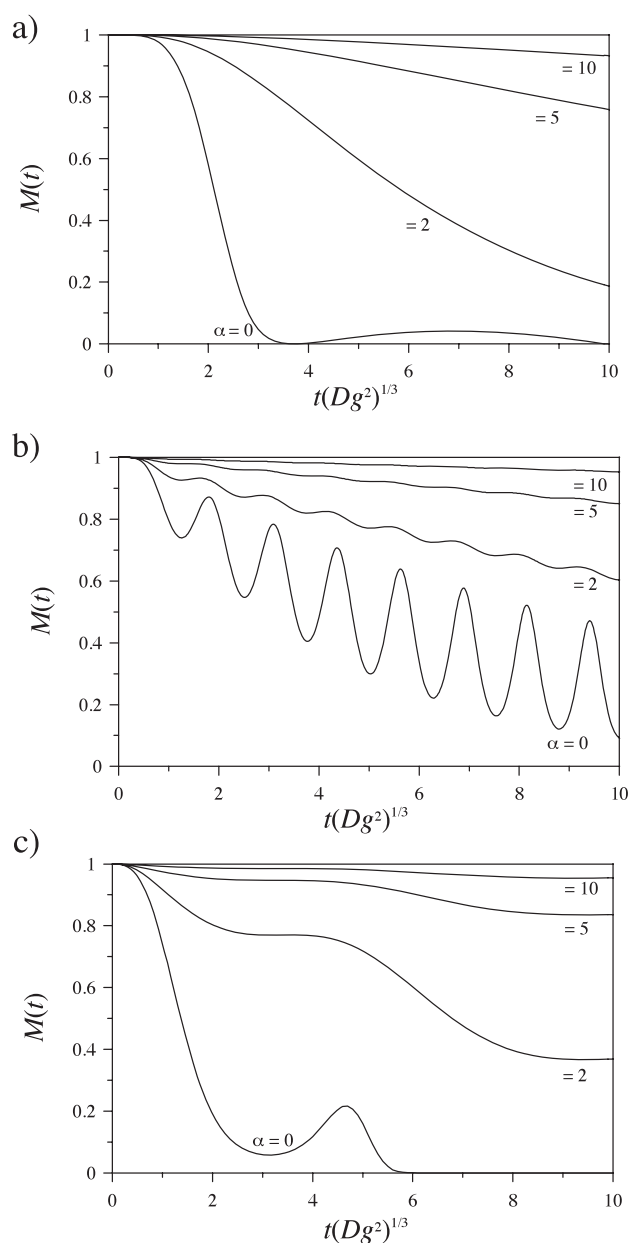 a)
1
0.8
0.6
0.4
0.2
0
M(t)
= 10
= 5
= 2
α = 0
0 2 4 6 8 10
t(Dg²)^1/3
b)
1
0.8
0.6
0.4
0.2
0
M(t)
= 10
= 5
= 2
α = 0
0 2 4 6 8 10
t(Dg²)^1/3
c)
1
0.8
0.6
0.4
0.2
0
M(t)
= 10
= 5
= 2
α = 0
0 2 4 6 8 10
t(Dg²)^1/3